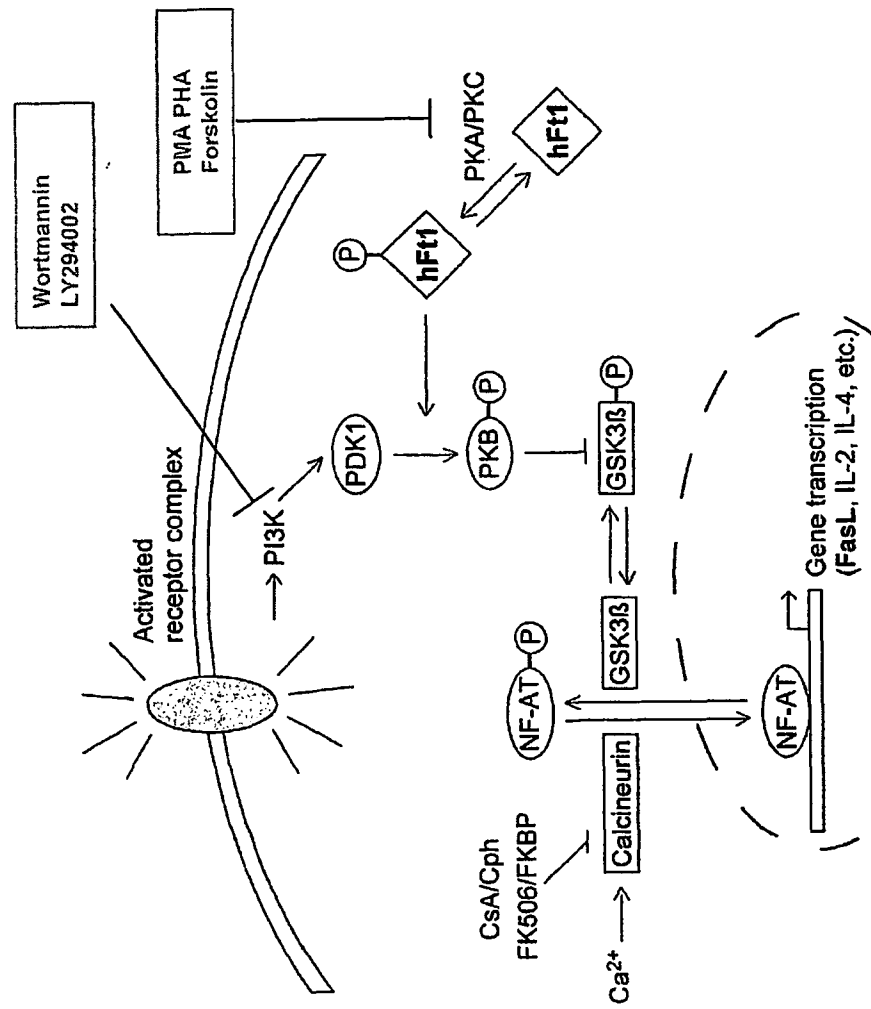 Wortmannin
LY294002
PMA PHA
Forskolin
Activated
receptor complex
PI3K
PDK1
P
hFt1
PKA/PKC
hFt1
PKB
P
CsA/Cph
FK506/FKBP
NF-AT
P
Ca2+
Calcineurin
GSK3ß
GSK3ß
P
NF-AT
Gene transcription
(FasL, IL-2, IL-4, etc.)